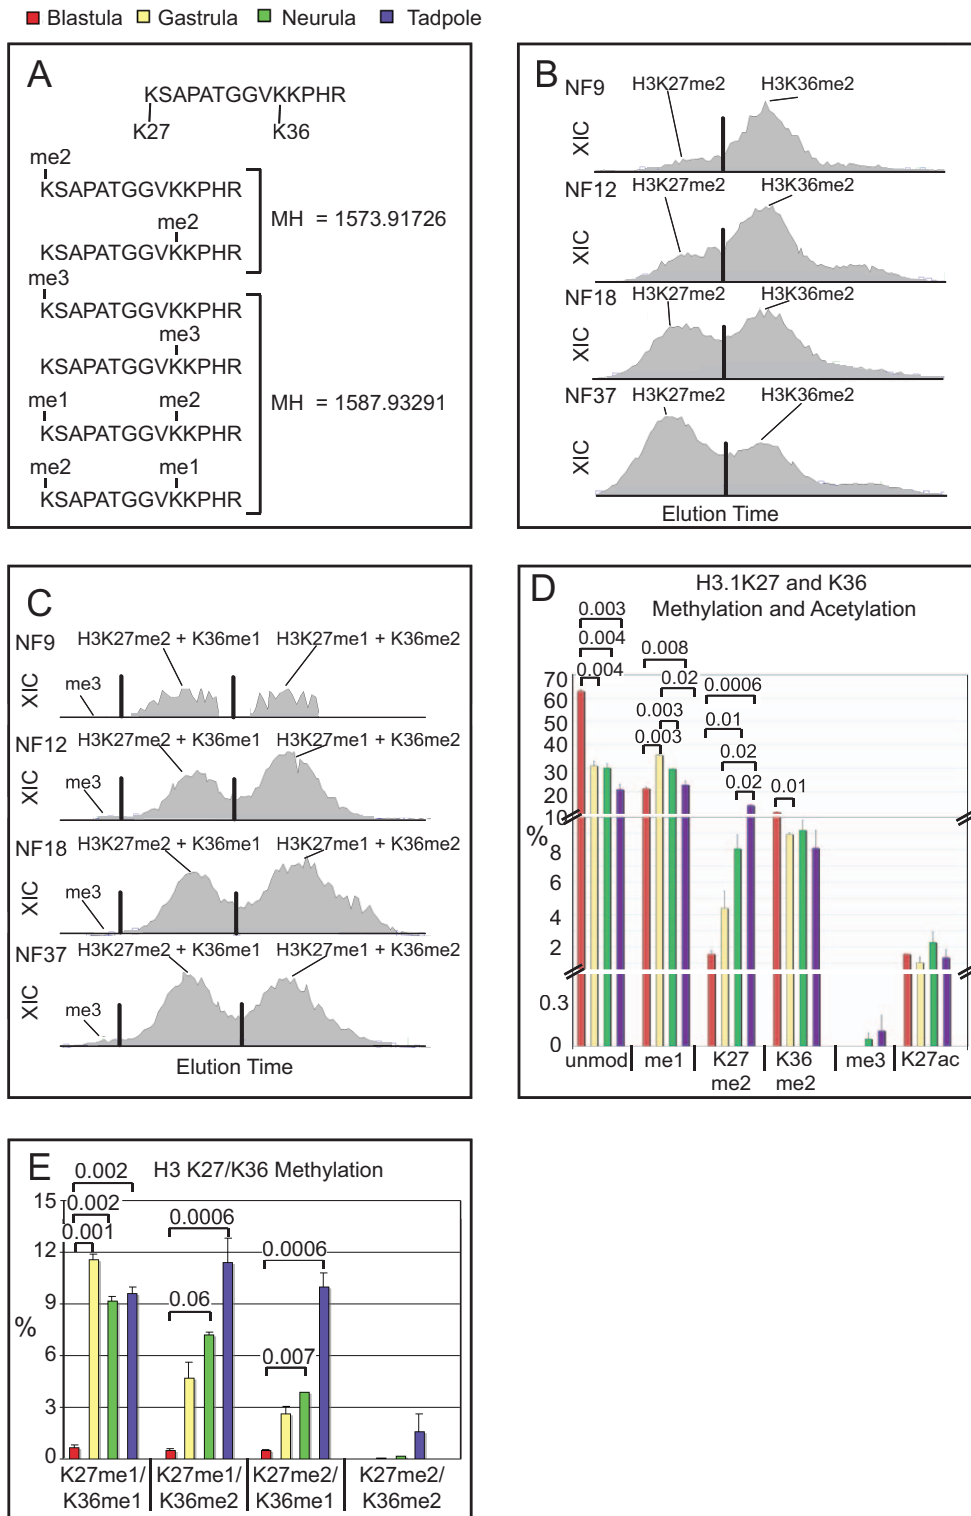 Blastula Gastrula Neurula Tadpole
A
KSAPATGGVKKPHR
K27 K36
me2
KSAPATGGVKKPHR
me2
KSAPATGGVKKPHR
MH = 1573.91726
me3
KSAPATGGVKKPHR
me3
KSAPATGGVKKPHR
me1 me2
KSAPATGGVKKPHR
me2 me1
KSAPATGGVKKPHR
MH = 1587.93291
B
NF9 H3K27me2 H3K36me2
XIC
NF12 H3K27me2 H3K36me2
XIC
NF18 H3K27me2 H3K36me2
XIC
NF37 H3K27me2 H3K36me2
XIC
Elution Time
C
NF9 H3K27me2 + K36me1 H3K27me1 + K36me2
XIC me3
NF12 H3K27me2 + K36me1 H3K27me1 + K36me2
XIC me3
NF18 H3K27me2 + K36me1 H3K27me1 + K36me2
XIC me3
NF37 H3K27me2 + K36me1 H3K27me1 + K36me2
XIC me3
Elution Time
D
H3.1K27 and K36
Methylation and Acetylation
0.003
0.004
0.004
0.008
0.02
0.003
0.003
0.0006
0.01
0.02
0.02
0.01
70
60
50
40
30
20
10
%
8
6
4
2
0.3
0
unmod me1 K27 me2 K36 me2 me3 K27ac
E
H3 K27/K36 Methylation
0.002
0.002
0.001
0.0006
0.06
0.0006
0.007
15
12
9
%
6
3
0
K27me1/ K27me1/ K27me2/ K27me2/
K36me1 K36me2 K36me1 K36me2